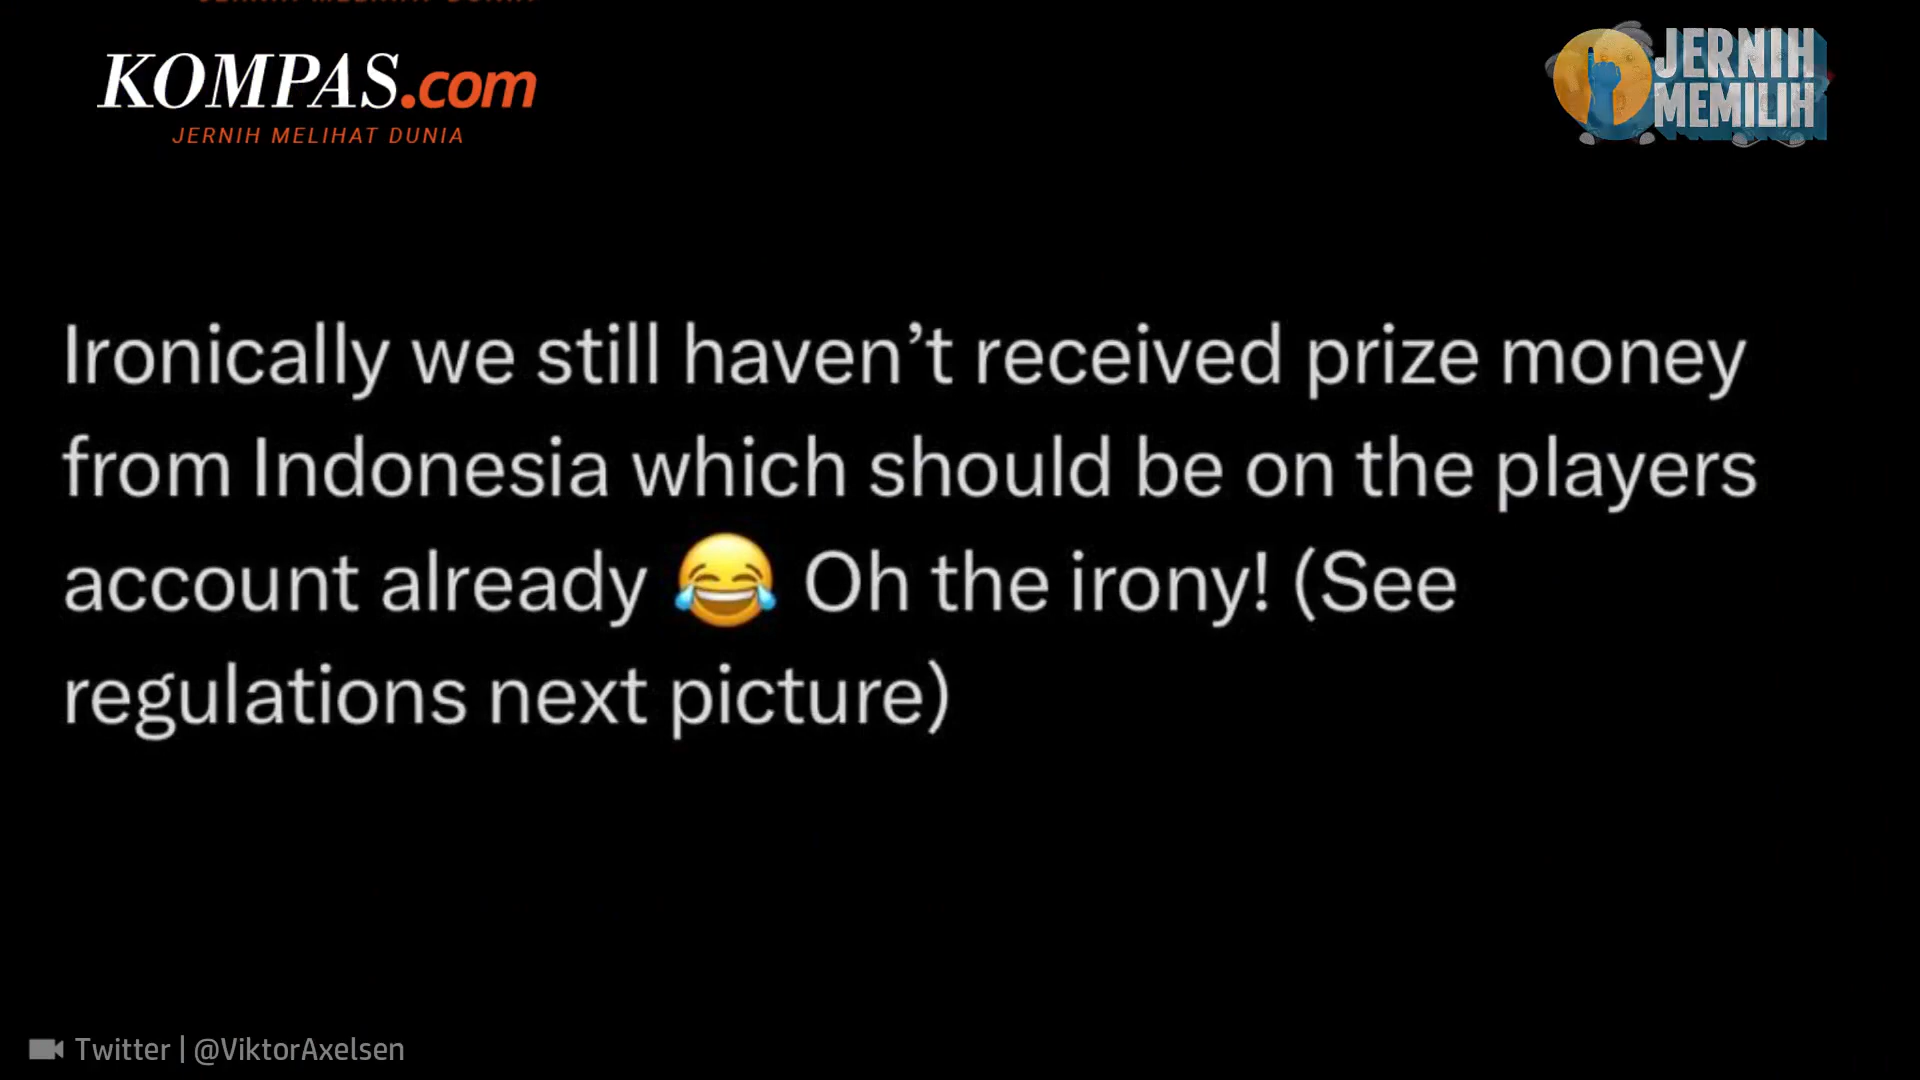 KOMPAS.com
JERNIH MELIHAT DUNIA
JERNIH
MEMILIH
Ironically we still haven’t received prize money
from Indonesia which should be on the players
account already 😂 Oh the irony! (See
regulations next picture)
Twitter | @ViktorAxelsen